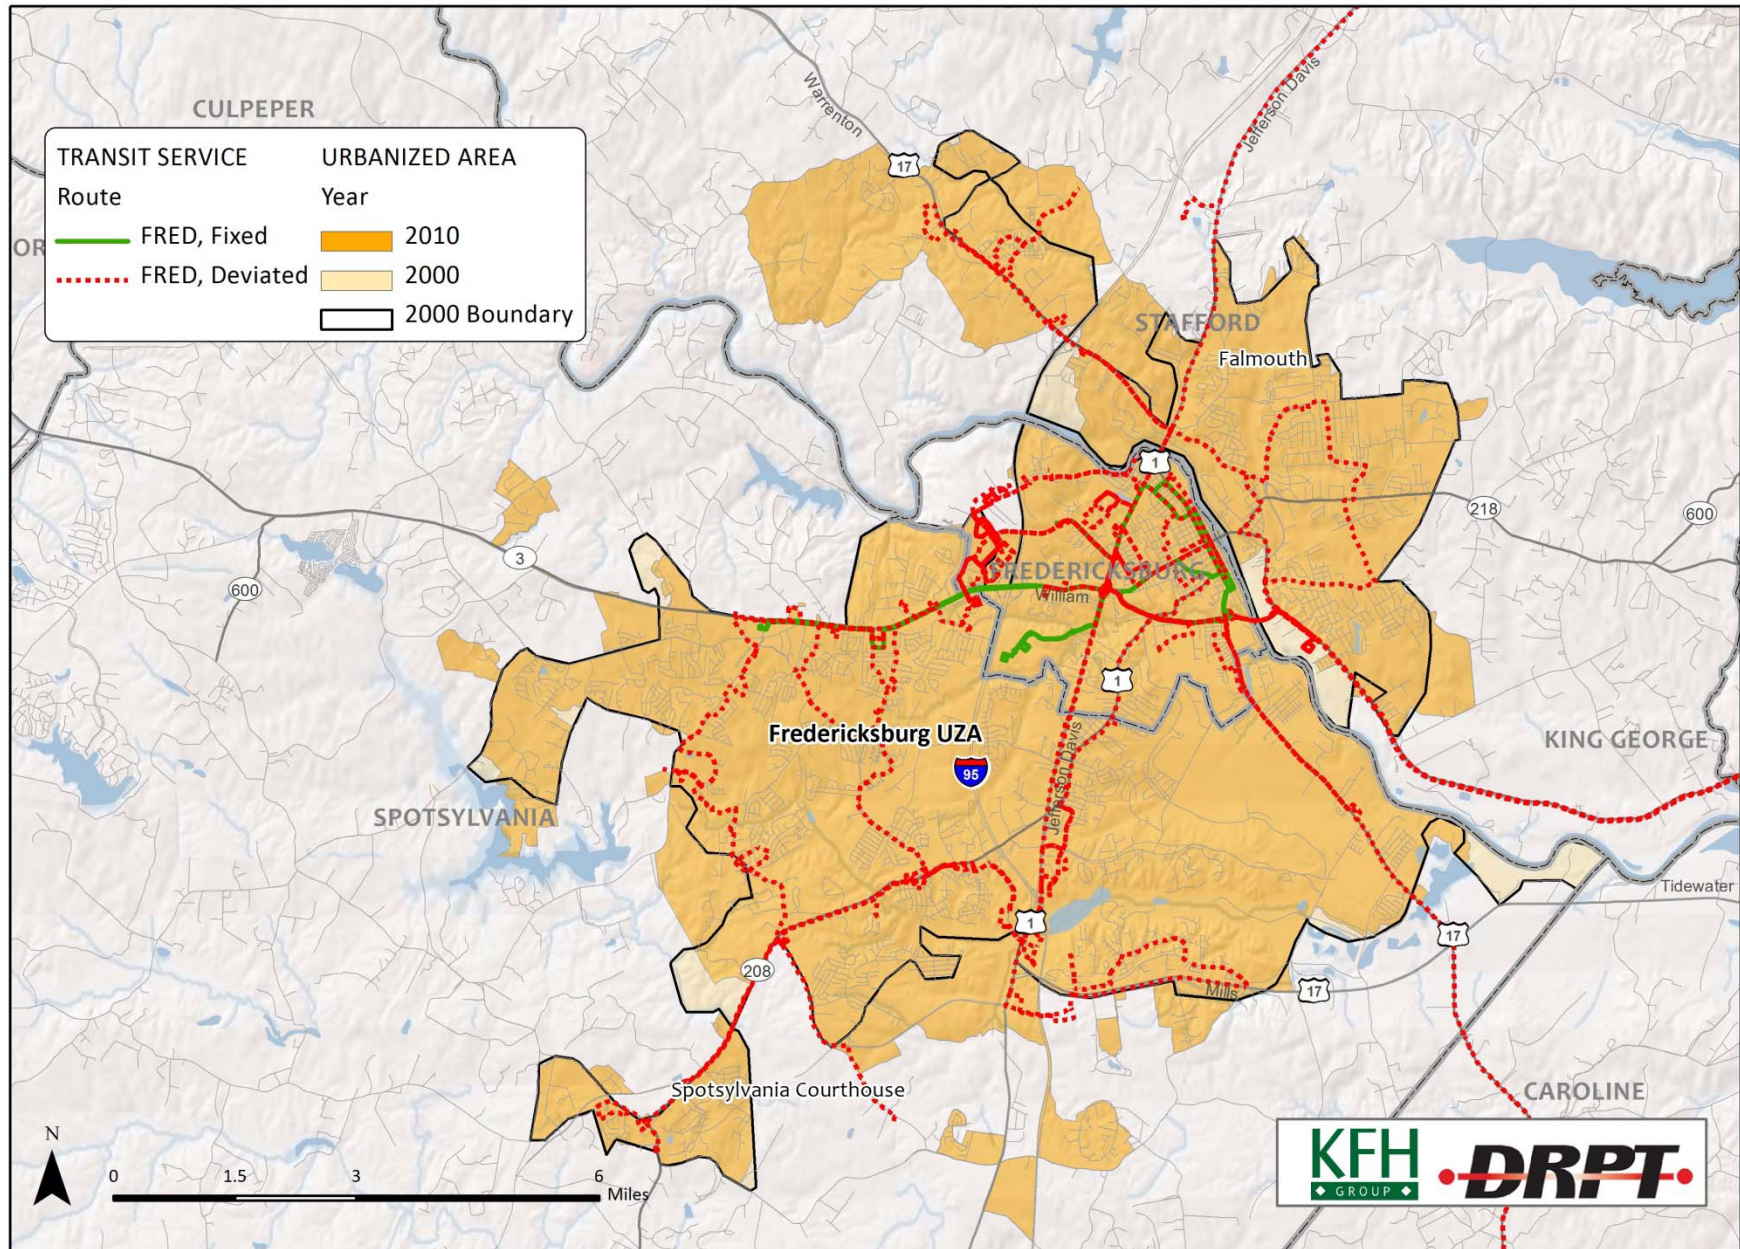 CULPEPER
TRANSIT SERVICE
Route
FRED, Fixed
FRED, Deviated
URBANIZED AREA
Year
2010
2000
2000 Boundary
OR
Warrenton
17
Jefferson Davis
STAFFORD
Falmouth
1
3
218
600
600
FREDERICKSBURG
William
1
Fredericksburg UZA
95
Jefferson Davis
KING GEORGE
SPOTSYLVANIA
Tidewater
1
17
208
Mills
17
Spotsylvania Courthouse
CAROLINE
N
0 1.5 3 6
Miles
KFH
GROUP
DRPT